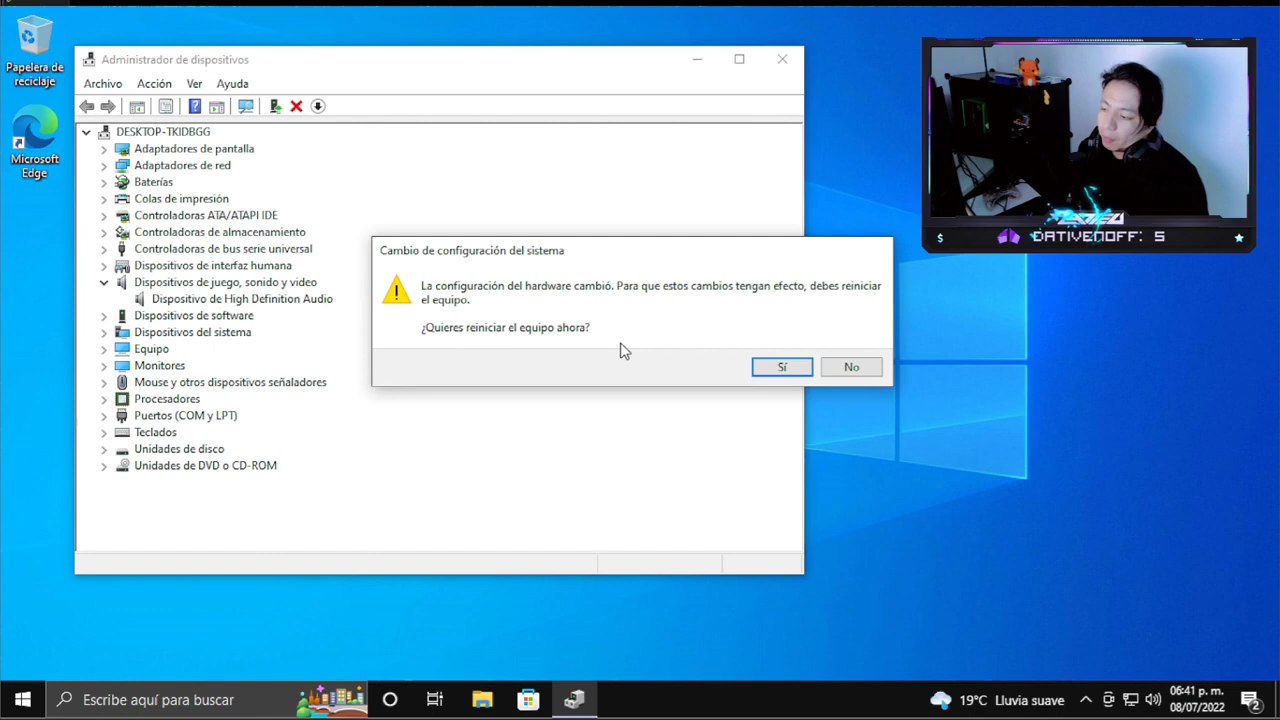 Papelera de
reciclaje
Microsoft
Edge
Administrador de dispositivos
Archivo Acción Ver Ayuda
DESKTOP-TKIDBGG
Adaptadores de pantalla
Adaptadores de red
Baterías
Colas de impresión
Controladoras ATA/ATAPI IDE
Controladoras de almacenamiento
Controladoras de bus serie universal
Dispositivos de interfaz humana
Dispositivos de juego, sonido y video
Dispositivo de High Definition Audio
Dispositivos de software
Dispositivos del sistema
Equipo
Monitores
Mouse y otros dispositivos señaladores
Procesadores
Puertos (COM y LPT)
Teclados
Unidades de disco
Unidades de DVD o CD-ROM
Cambio de configuración del sistema
La configuración del hardware cambió. Para que estos cambios tengan efecto, debes reiniciar
el equipo.
¿Quieres reiniciar el equipo ahora?
Sí No
$ DATIVENOFF: 5
Escribe aquí para buscar
19°C Lluvia suave
06:41 p. m.
08/07/2022
2